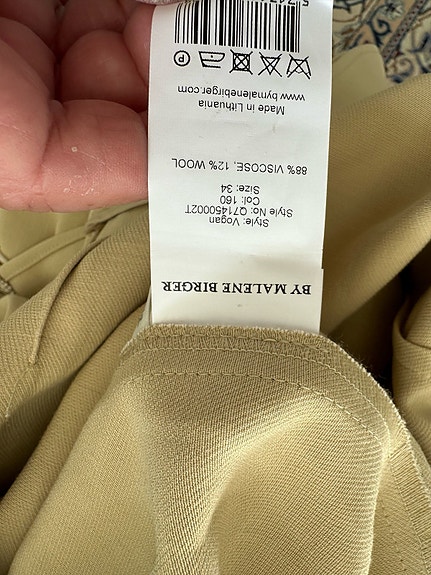 BY MALENE BIRGER
Style: Vogan
Style No: Q71450002T
Col: 160
Size: 34
88% VISCOSE, 12% WOOL
www.bymalenebirger.com
Made in Lithuania
P